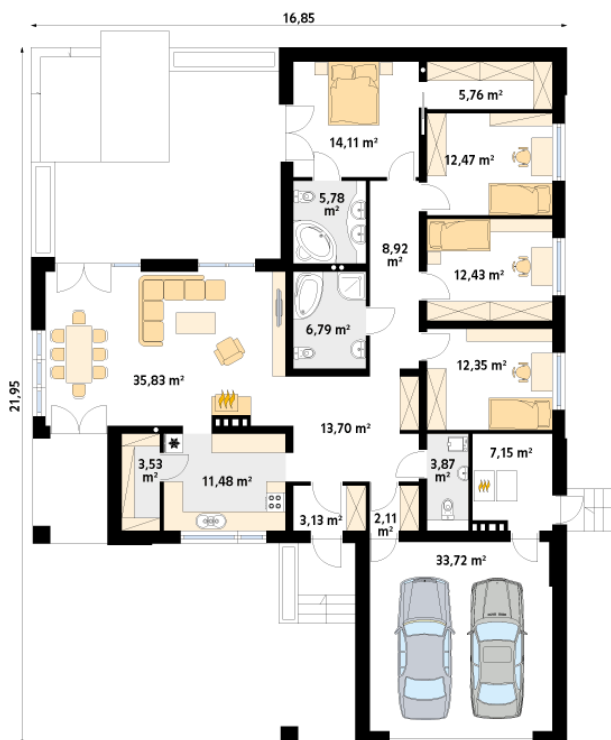 16,85
5,76 m²
14,11 m²
12,47 m²
5,78
m²
8,92
m²
12,43 m²
6,79 m²
12,35 m²
35,83 m²
21,95
13,70 m²
3,53
m²
11,48 m²
3,87
m²
7,15 m²
3,13 m²
2,11
m²
33,72 m²